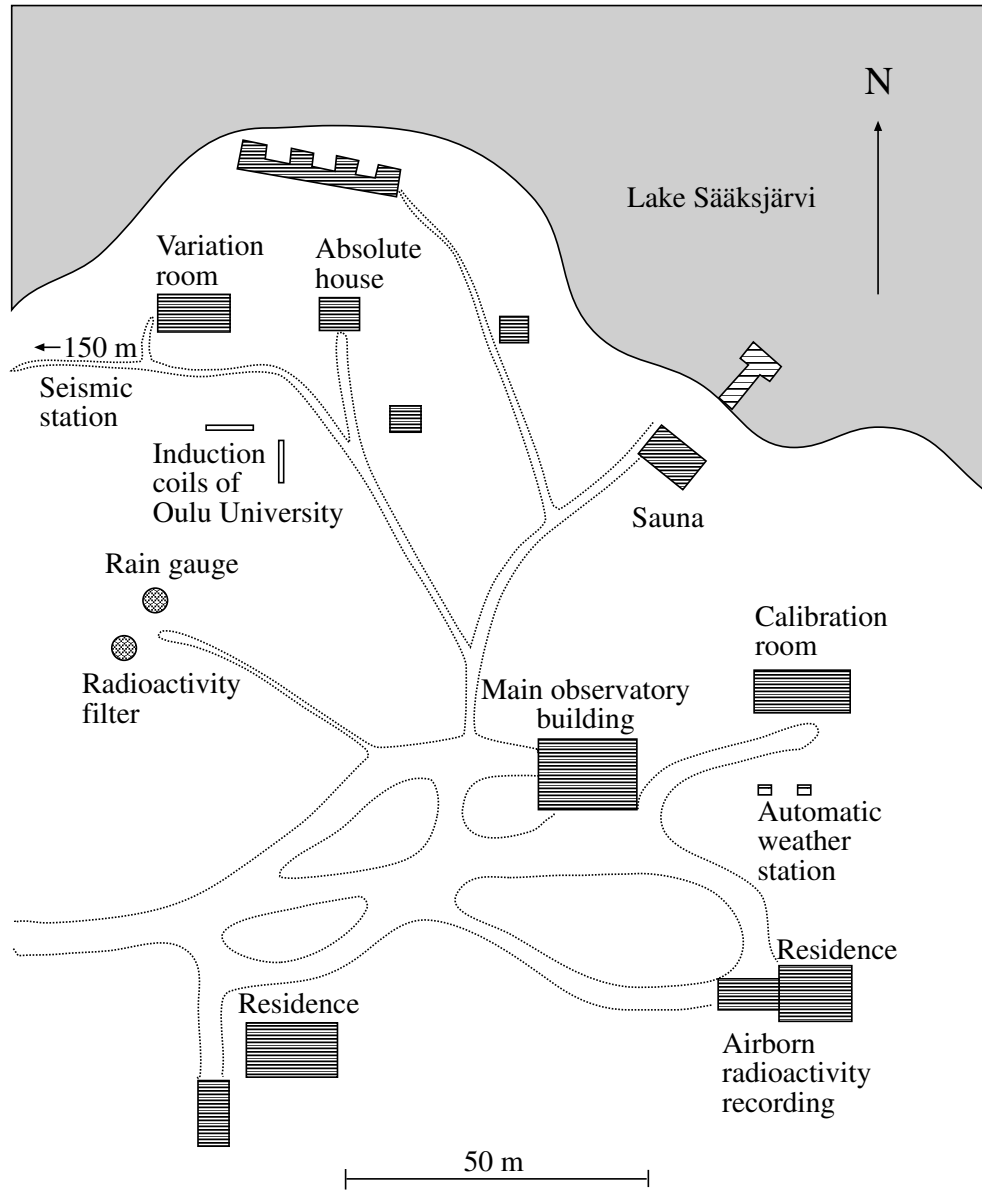 N
Lake Sääksjärvi
Variation
room
Absolute
house
←150 m
Seismic
station
Induction
coils of
Oulu University
Sauna
Rain gauge
Radioactivity
filter
Calibration
room
Main observatory
building
Automatic
weather
station
Residence
Residence
Airborn
radioactivity
recording
50 m